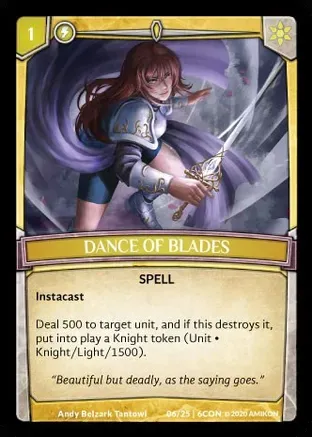 1
DANCE OF BLADES
SPELL
Instacast
Deal 500 to target unit, and if this destroys it,
put into play a Knight token (Unit •
Knight/Light/1500).
"Beautiful but deadly, as the saying goes."
Andy Belzark Tantowi 06/25 | 6CON © 2020 AMIKON